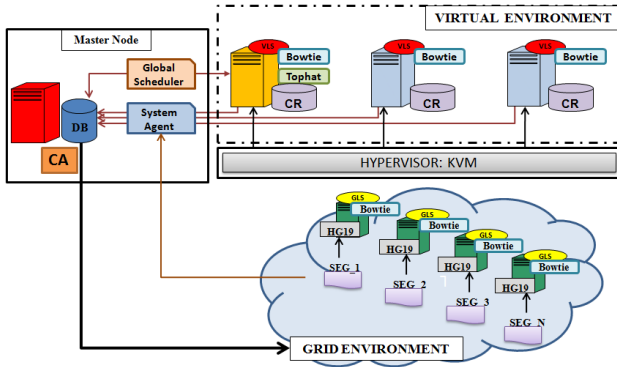 VIRTUAL ENVIRONMENT
Master Node
Global
Scheduler
System
Agent
DB
CA
VLS
Bowtie
Tophat
CR
VLS
Bowtie
CR
VLS
Bowtie
CR
HYPERVISOR: KVM
GLS
Bowtie
HG19
SEG_1
GLS
Bowtie
HG19
SEG_2
GLS
Bowtie
HG19
SEG_3
GLS
Bowtie
HG19
SEG_N
GRID ENVIRONMENT